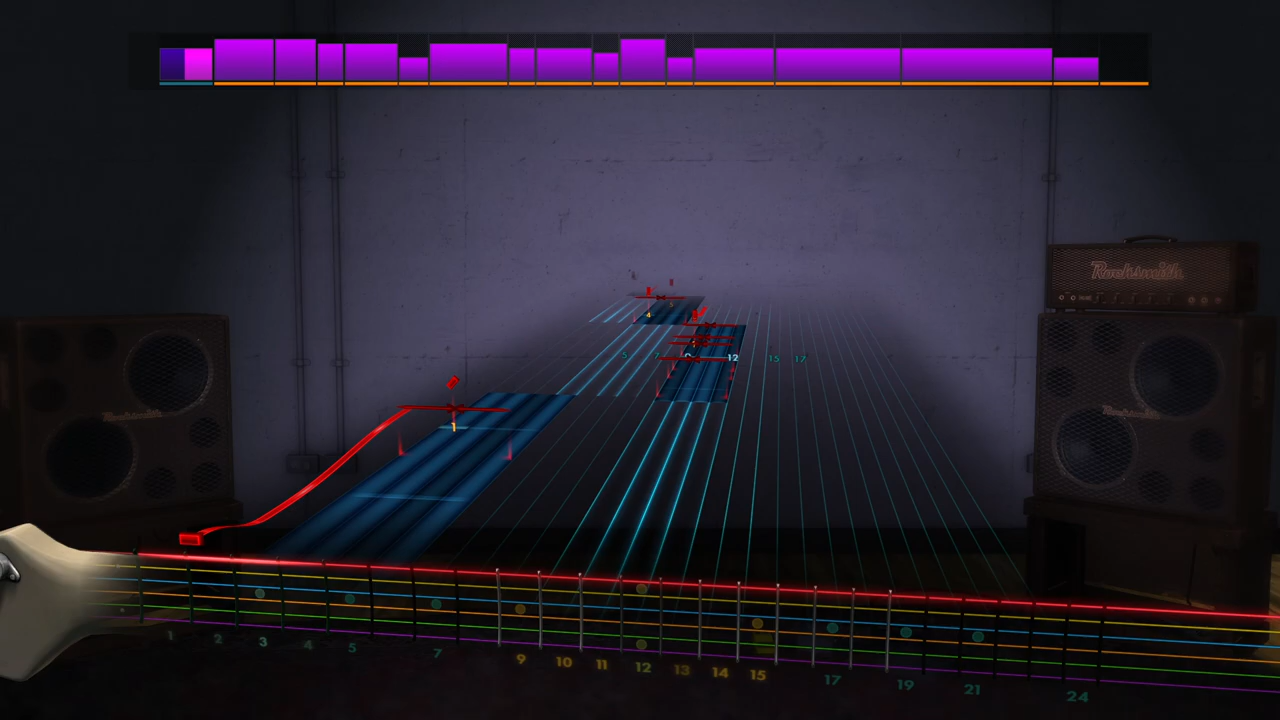 Rocksmith
4
5 7 12 15 17
1
Rocksmith
Rocksmith
1 2 3 4 5 7 9 10 11 12 13 14 15 17 19 21 24